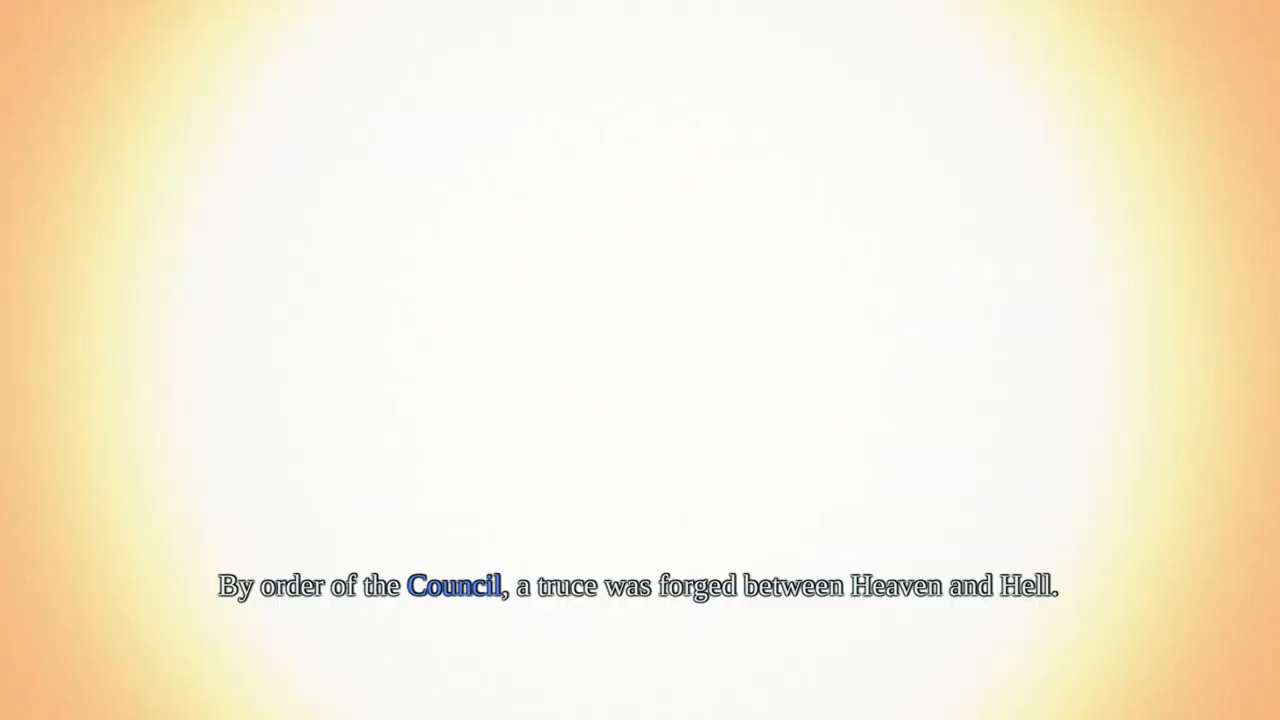 By order of the Council, a truce was forged between Heaven and Hell.